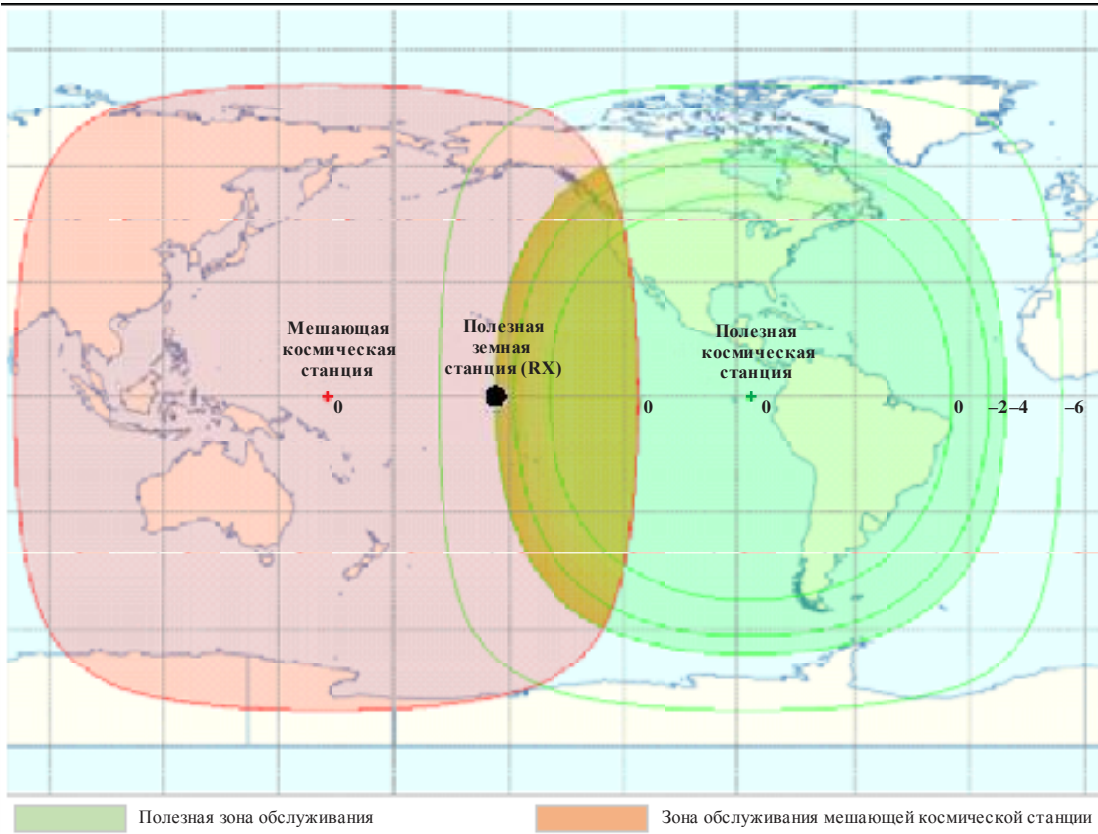 Мешающая
космическая
станция
Полезная
земная
станция (RX)
Полезная
космическая
станция
0
0
0
0
–2
–4
–6
Полезная зона обслуживания
Зона обслуживания мешающей космической станции